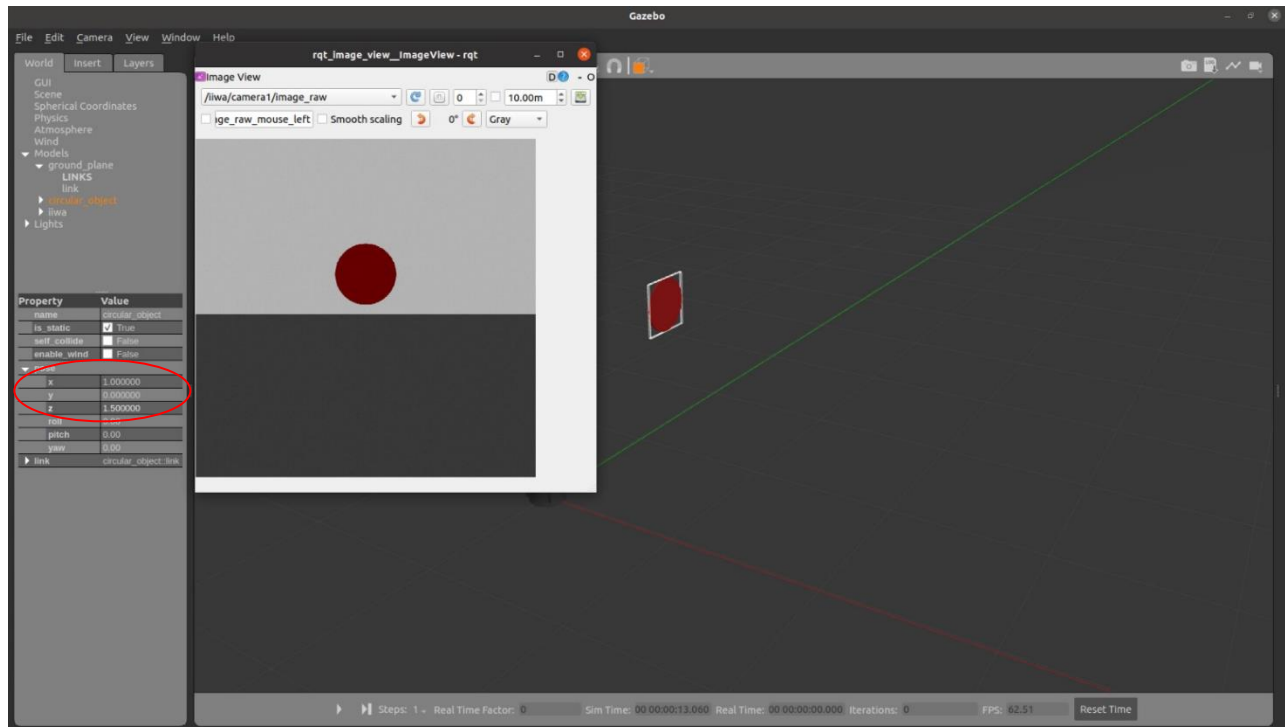 Gazebo
File Edit Camera View Window Help
World Insert Layers
GUI
Scene
Spherical Coordinates
Physics
Atmosphere
Wind
Models
ground_plane
LINKS
link
circular_object
iiwa
Lights
Property Value
name circular_object
is_static True
self_collide False
enable_wind False
x 1.000000
y 0.000000
z 1.500000
roll 0.00
pitch 0.00
yaw 0.00
link circular_object::link
rqt_image_view__ImageView - rqt
Image View D - O
/iiwa/camera1/image_raw 0 10.00m
ige_raw_mouse_left Smooth scaling 0° Gray
Steps: 1 Real Time Factor: 0 Sim Time: 00 00:00:13.060 Real Time: 00 00:00:00.000 Iterations: 0 FPS: 62.51 Reset Time